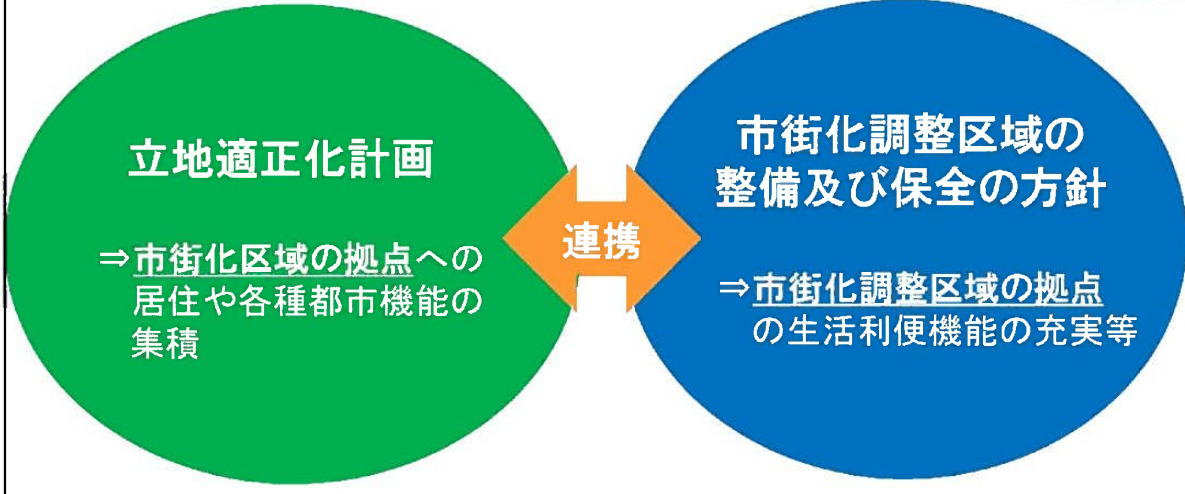 立地適正化計画
⇒市街化区域の拠点への
居住や各種都市機能の
集積
連携
市街化調整区域の
整備及び保全の方針
⇒市街化調整区域の拠点
の生活利便機能の充実等